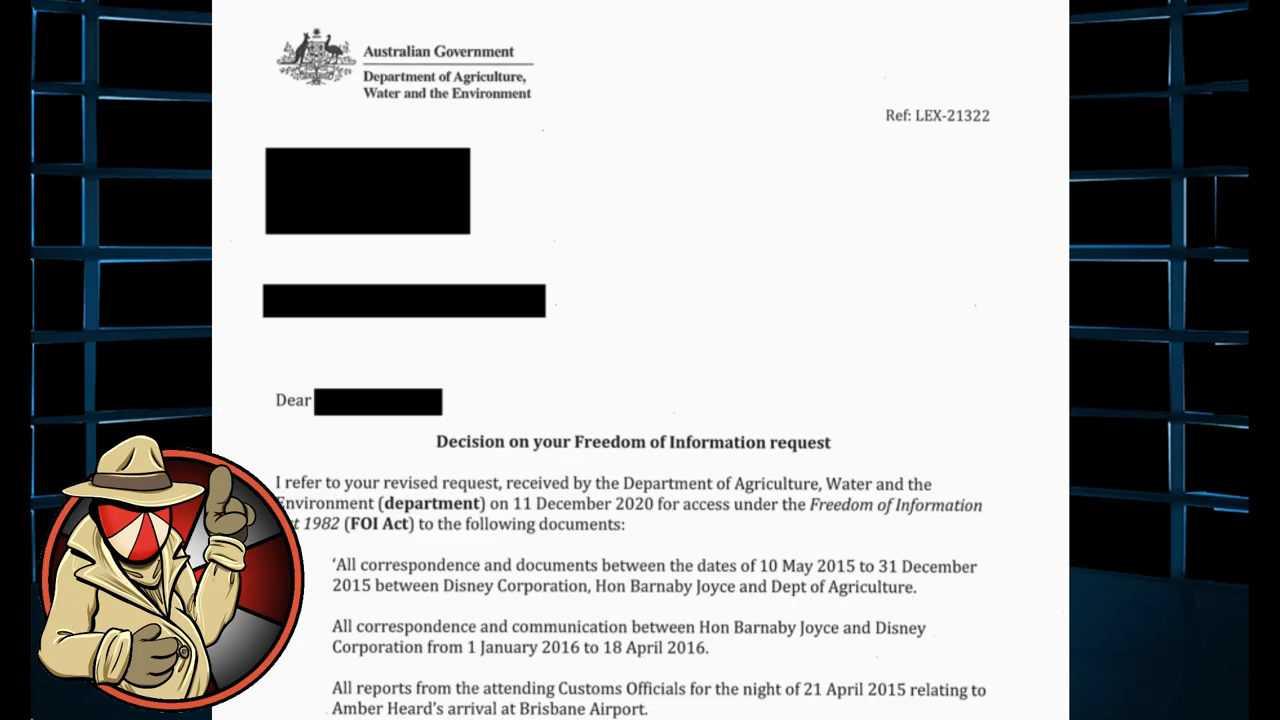 Australian Government
Department of Agriculture,
Water and the Environment
Ref: LEX-21322
Dear
Decision on your Freedom of Information request
I refer to your revised request, received by the Department of Agriculture, Water and the
Environment (department) on 11 December 2020 for access under the Freedom of Information
1982 (FOI Act) to the following documents:
‘All correspondence and documents between the dates of 10 May 2015 to 31 December
2015 between Disney Corporation, Hon Barnaby Joyce and Dept of Agriculture.
All correspondence and communication between Hon Barnaby Joyce and Disney
Corporation from 1 January 2016 to 18 April 2016.
All reports from the attending Customs Officials for the night of 21 April 2015 relating to
Amber Heard’s arrival at Brisbane Airport.